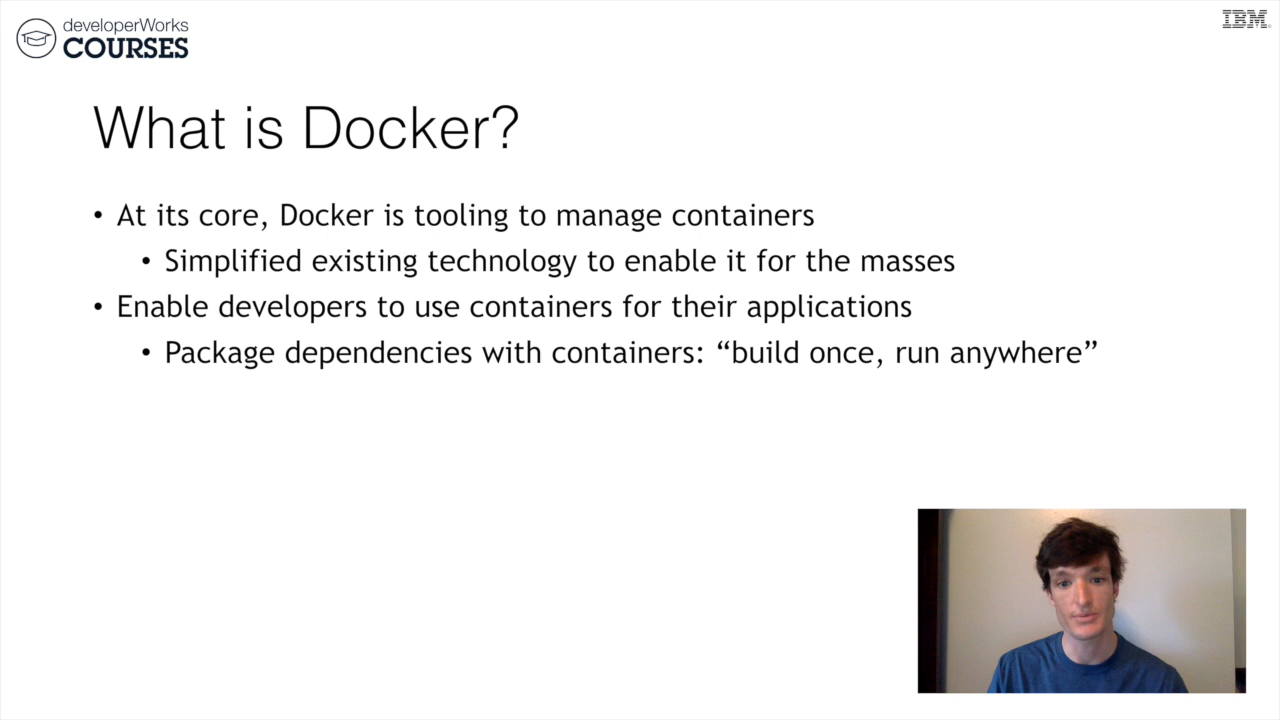 developerWorks
COURSES
IBM
What is Docker?
• At its core, Docker is tooling to manage containers
• Simplified existing technology to enable it for the masses
• Enable developers to use containers for their applications
• Package dependencies with containers: “build once, run anywhere”